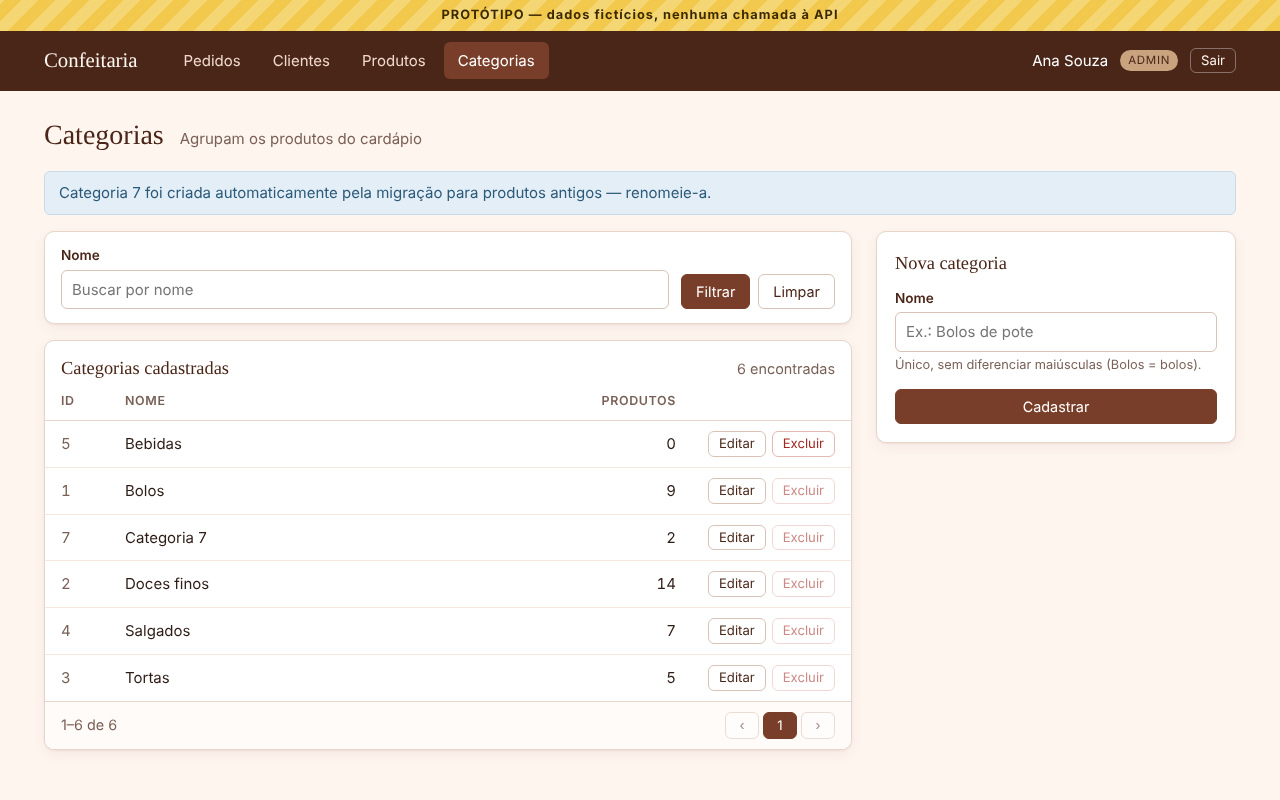 PROTÓTIPO — dados fictícios, nenhuma chamada à API
Confeitaria Pedidos Clientes Produtos Categorias Ana Souza ADMIN Sair
Categorias Agrupam os produtos do cardápio
Categoria 7 foi criada automaticamente pela migração para produtos antigos — renomeie-a.
Nome
Buscar por nome Filtrar Limpar
Categorias cadastradas 6 encontradas
ID NOME PRODUTOS
5 Bebidas 0 Editar Excluir
1 Bolos 9 Editar Excluir
7 Categoria 7 2 Editar Excluir
2 Doces finos 14 Editar Excluir
4 Salgados 7 Editar Excluir
3 Tortas 5 Editar Excluir
1–6 de 6 ‹ 1 ›
Nova categoria
Nome
Ex.: Bolos de pote
Único, sem diferenciar maiúsculas (Bolos = bolos).
Cadastrar